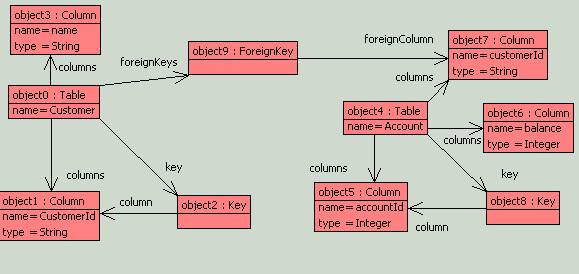 object3 : Column
name=name
type = String
columns
foreignKeys
object9 : ForeignKey
foreignColumn
object7 : Column
name=customerId
type = String
columns
object0 : Table
name=Customer
object4 : Table
name=Account
object6 : Column
name=balance
type = Integer
columns
columns
key
columns
key
object1 : Column
name=CustomerId
type = String
column
object2 : Key
object5 : Column
name=accountId
type = Integer
column
object8 : Key